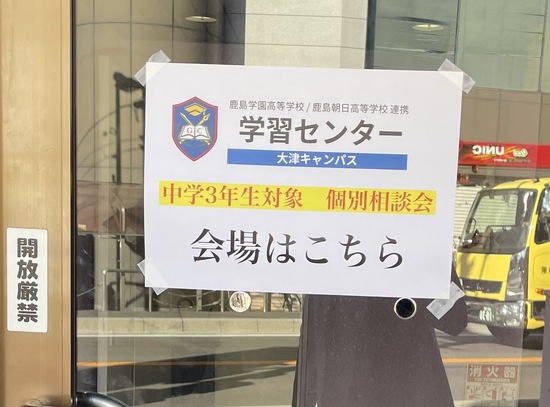 鹿島学園高等学校 / 鹿島朝日高等学校 連携
学習センター
大津キャンパス
中学3年生対象　個別相談会
会場はこちら
開放厳禁
UNIC
消火器